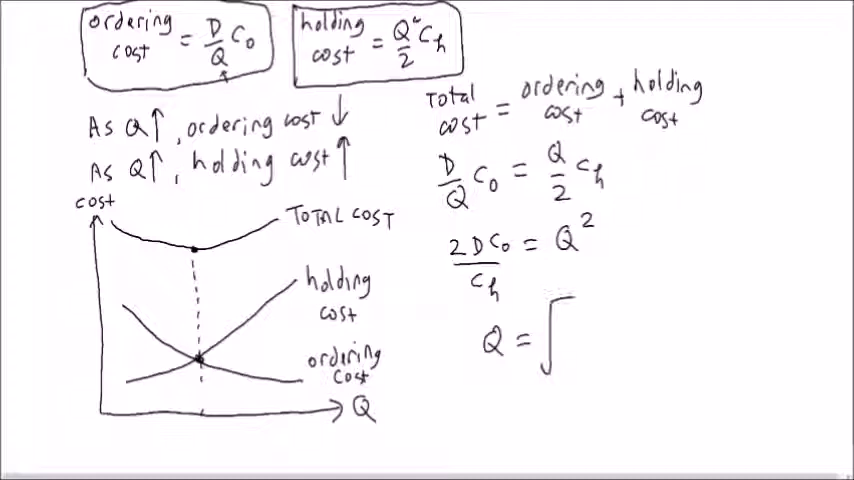 ordering cost = D/Q C₀
holding cost = Q/2 Cₕ
As Q↑, ordering cost ↓
As Q↑, holding cost ↑
cost
TOTAL COST
holding cost
ordering cost
Q
Total cost = ordering cost + holding cost
D/Q C₀ = Q/2 Cₕ
2DC₀/Cₕ = Q²
Q = √